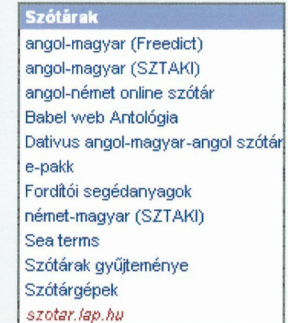 Szótárak
angol-magyar (Freedict)
angol-magyar (SZTAKI)
angol-német online szótár
Babel web Antológia
Dativus angol-magyar-angol szótár
e-pakk
Fordítói segédanyagok
német-magyar (SZTAKI)
Sea terms
Szótárak gyűjteménye
Szótárgépek
szotar.lap.hu